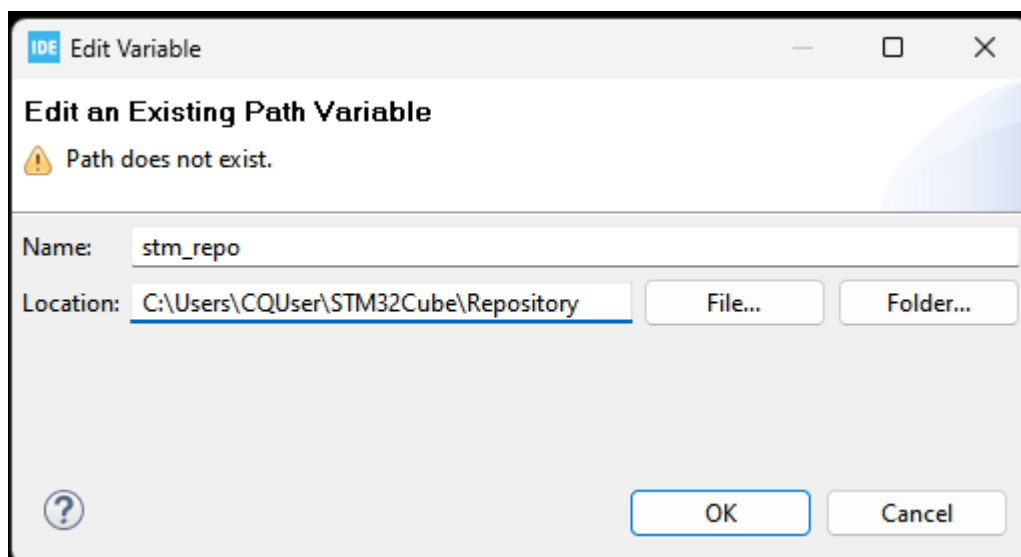 IDE Edit Variable
Edit an Existing Path Variable
Path does not exist.
Name: stm_repo
Location: C:\Users\CQUser\STM32Cube\Repository File... Folder...
? OK Cancel